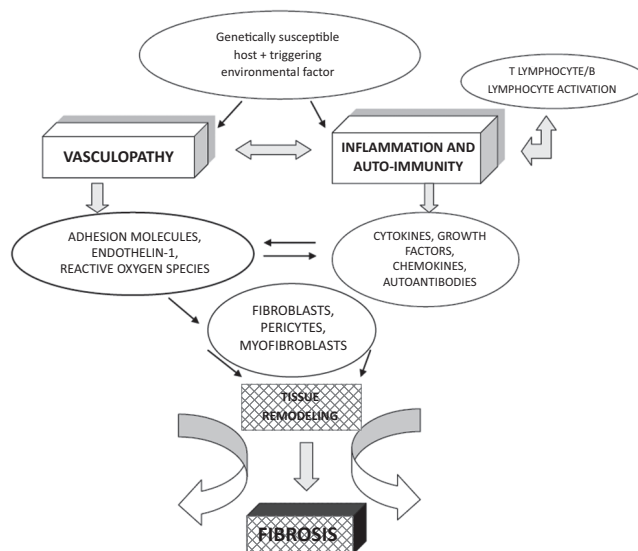 Genetically susceptible
host + triggering
environmental factor
T LYMPHOCYTE/B
LYMPHOCYTE ACTIVATION
VASCULOPATHY
INFLAMMATION AND
AUTO-IMMUNITY
ADHESION MOLECULES,
ENDOTHELIN-1,
REACTIVE OXYGEN SPECIES
CYTOKINES, GROWTH
FACTORS,
CHEMOKINES,
AUTOANTIBODIES
FIBROBLASTS,
PERICYTES,
MYOFIBROBLASTS
TISSUE
REMODELING
FIBROSIS